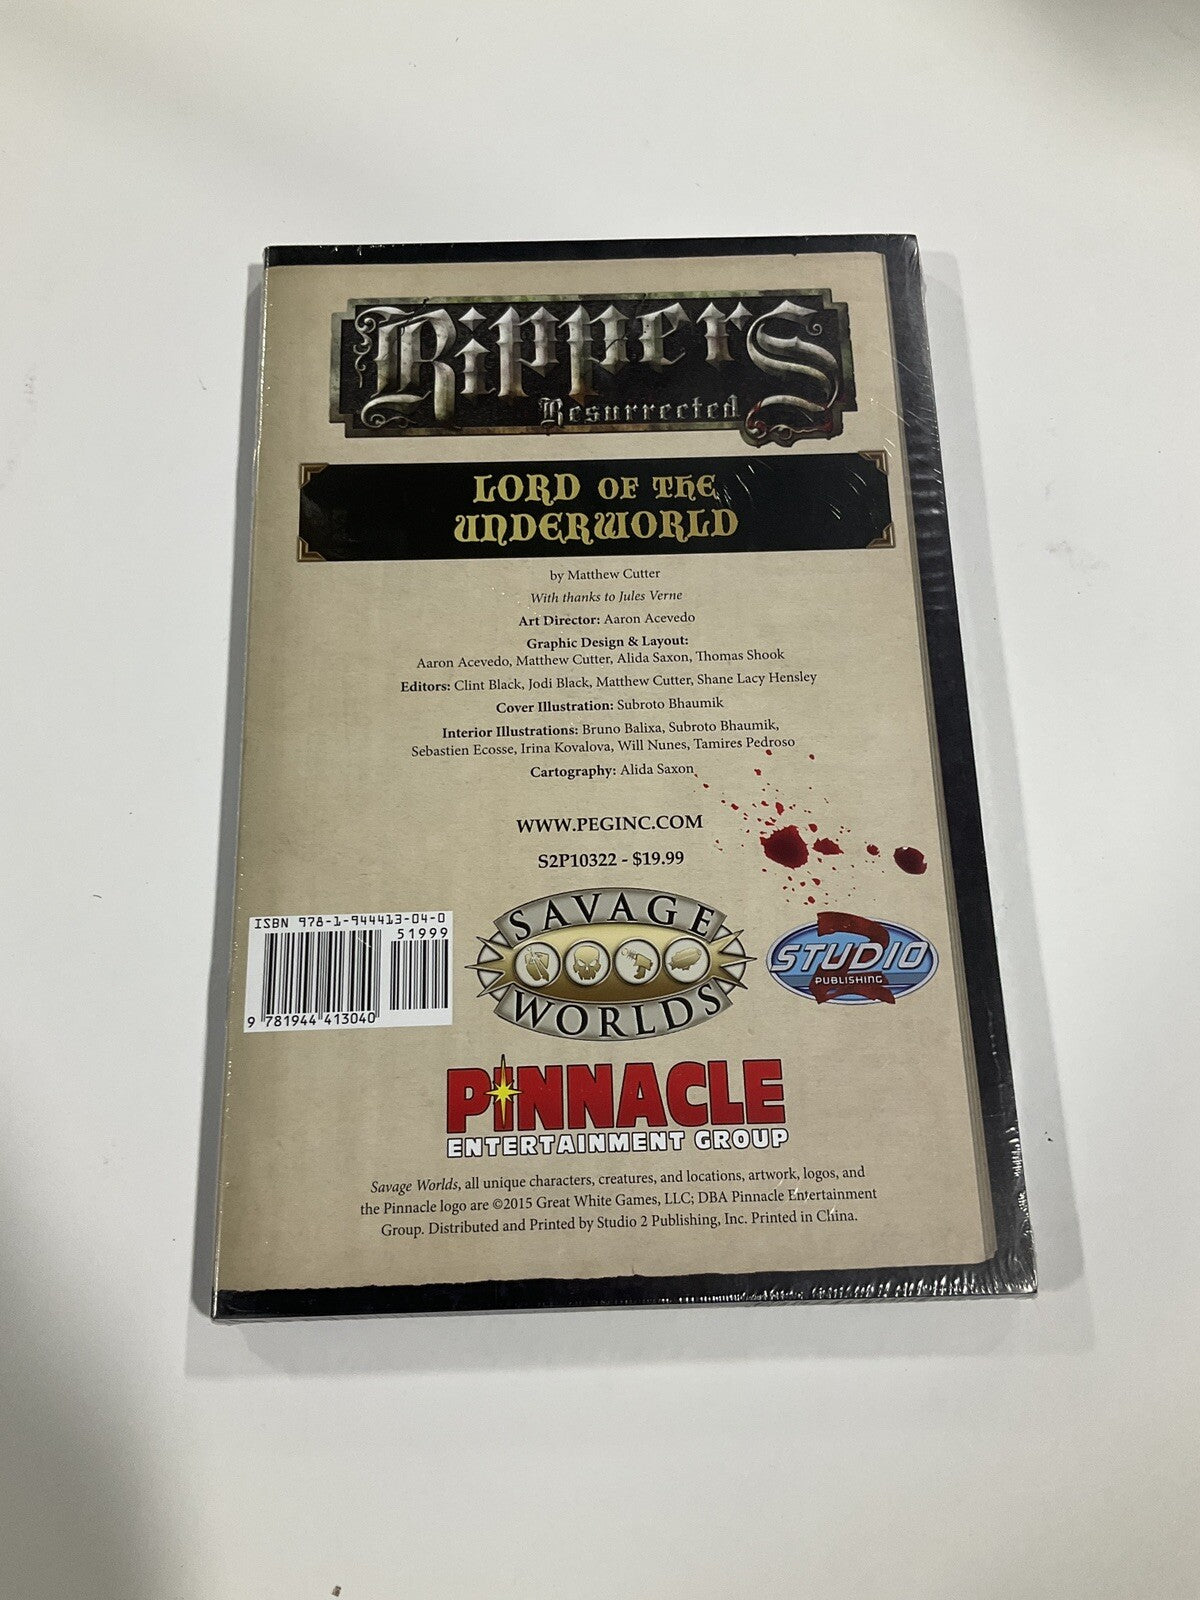 Rippers
Resurrected
LORD OF THE
UNDERWORLD
by Matthew Cutter
With thanks to Jules Verne
Art Director: Aaron Acevedo
Graphic Design & Layout:
Aaron Acevedo, Matthew Cutter, Alida Saxon, Thomas Shook
Editors: Clint Black, Jodi Black, Matthew Cutter, Shane Lacy Hensley
Cover Illustration: Subroto Bhaumik
Interior Illustrations: Bruno Balixa, Subroto Bhaumik,
Sebastien Ecosse, Irina Kovalova, Will Nunes, Tamires Pedroso
Cartography: Alida Saxon
WWW.PEGINC.COM
S2P10322 - $19.99
ISBN 978-1-944413-04-0
51999
9 781944 413040
SAVAGE
WORLDS
STUDIO
2
PUBLISHING
PINNACLE
ENTERTAINMENT GROUP
Savage Worlds, all unique characters, creatures, and locations, artwork, logos, and
the Pinnacle logo are ©2015 Great White Games, LLC; DBA Pinnacle Entertainment
Group. Distributed and Printed by Studio 2 Publishing, Inc. Printed in China.